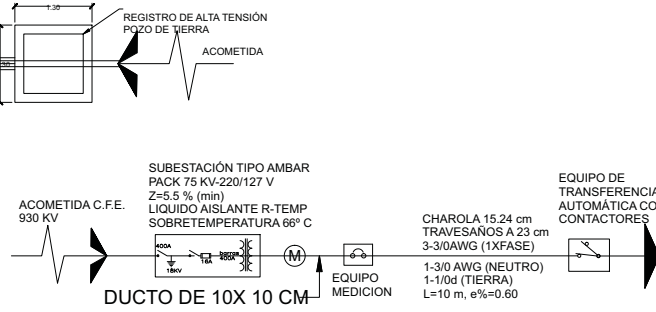 1.30
REGISTRO DE ALTA TENSIÓN
POZO DE TIERRA
ACOMETIDA
ACOMETIDA C.F.E.
930 KV
SUBESTACIÓN TIPO AMBAR
PACK 75 KV-220/127 V
Z=5.5 % (min)
LIQUIDO AISLANTE R-TEMP
SOBRETEMPERATURA 66º C
400A
18KV
16A
barras
400A
M
DUCTO DE 10X 10 CM
EQUIPO
MEDICION
CHAROLA 15.24 cm
TRAVESAÑOS A 23 cm
3-3/0AWG (1XFASE)
1-3/0 AWG (NEUTRO)
1-1/0d (TIERRA)
L=10 m, e%=0.60
EQUIPO DE
TRANSFERENCIA
AUTOMÁTICA CO
CONTACTORES